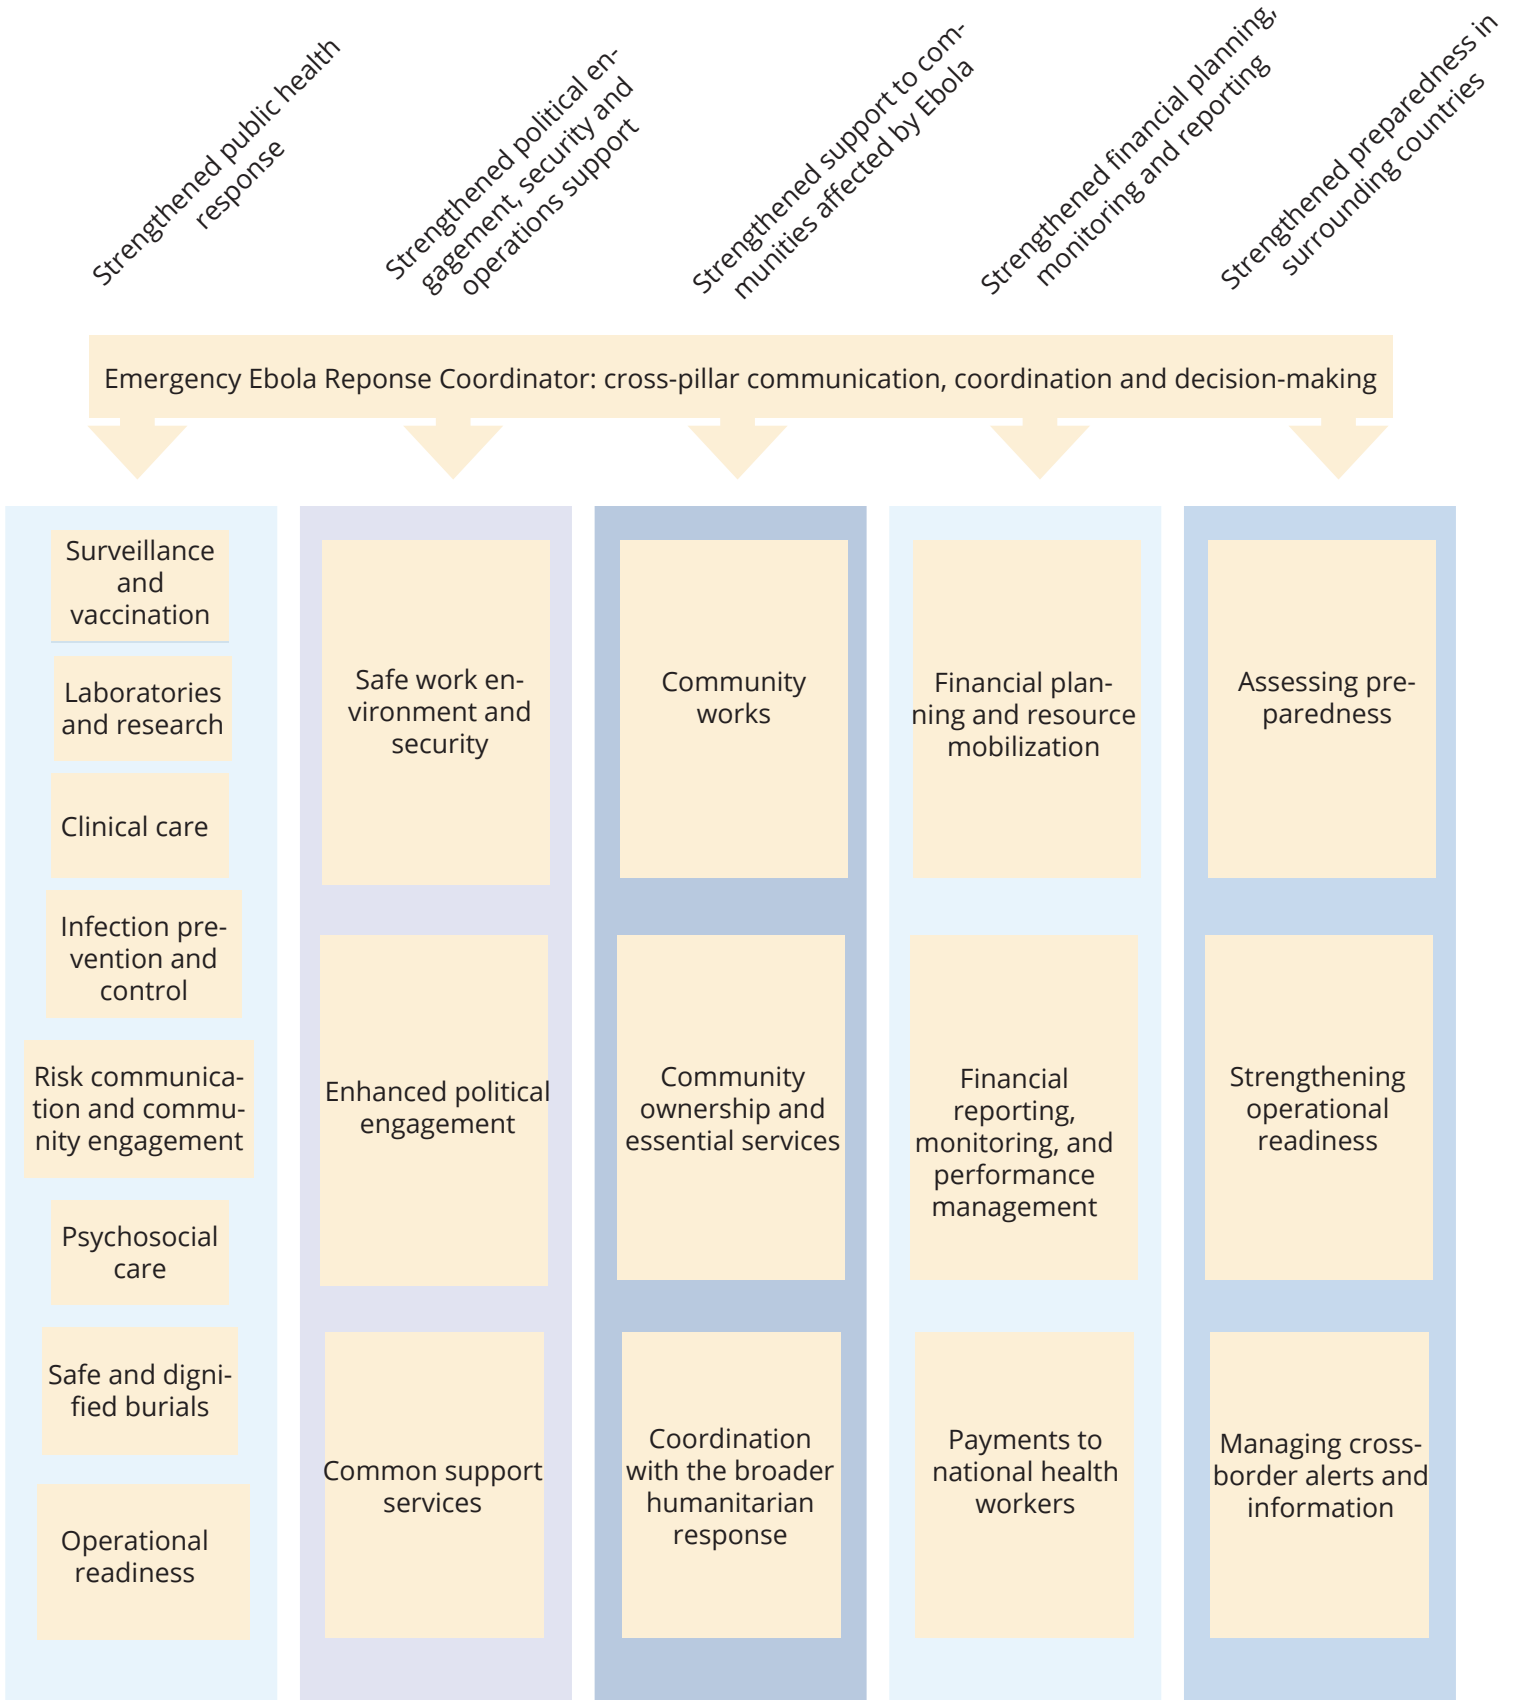 Strengthened public health
response
Strengthened political en-
gagement, security and
operations support
Strengthened support to com-
munities affected by Ebola
Strengthened financial planning,
monitoring and reporting
Strengthened preparedness in
surrounding countries
Emergency Ebola Reponse Coordinator: cross-pillar communication, coordination and decision-making
Surveillance
and
vaccination
Laboratories
and research
Clinical care
Infection pre-
vention and
control
Risk communica-
tion and commu-
nity engagement
Psychosocial
care
Safe and digni-
fied burials
Operational
readiness
Safe work en-
vironment and
security
Enhanced political
engagement
Common support
services
Community
works
Community
ownership and
essential services
Coordination
with the broader
humanitarian
response
Financial plan-
ning and resource
mobilization
Financial
reporting,
monitoring, and
performance
management
Payments to
national health
workers
Assessing pre-
paredness
Strengthening
operational
readiness
Managing cross-
border alerts and
information